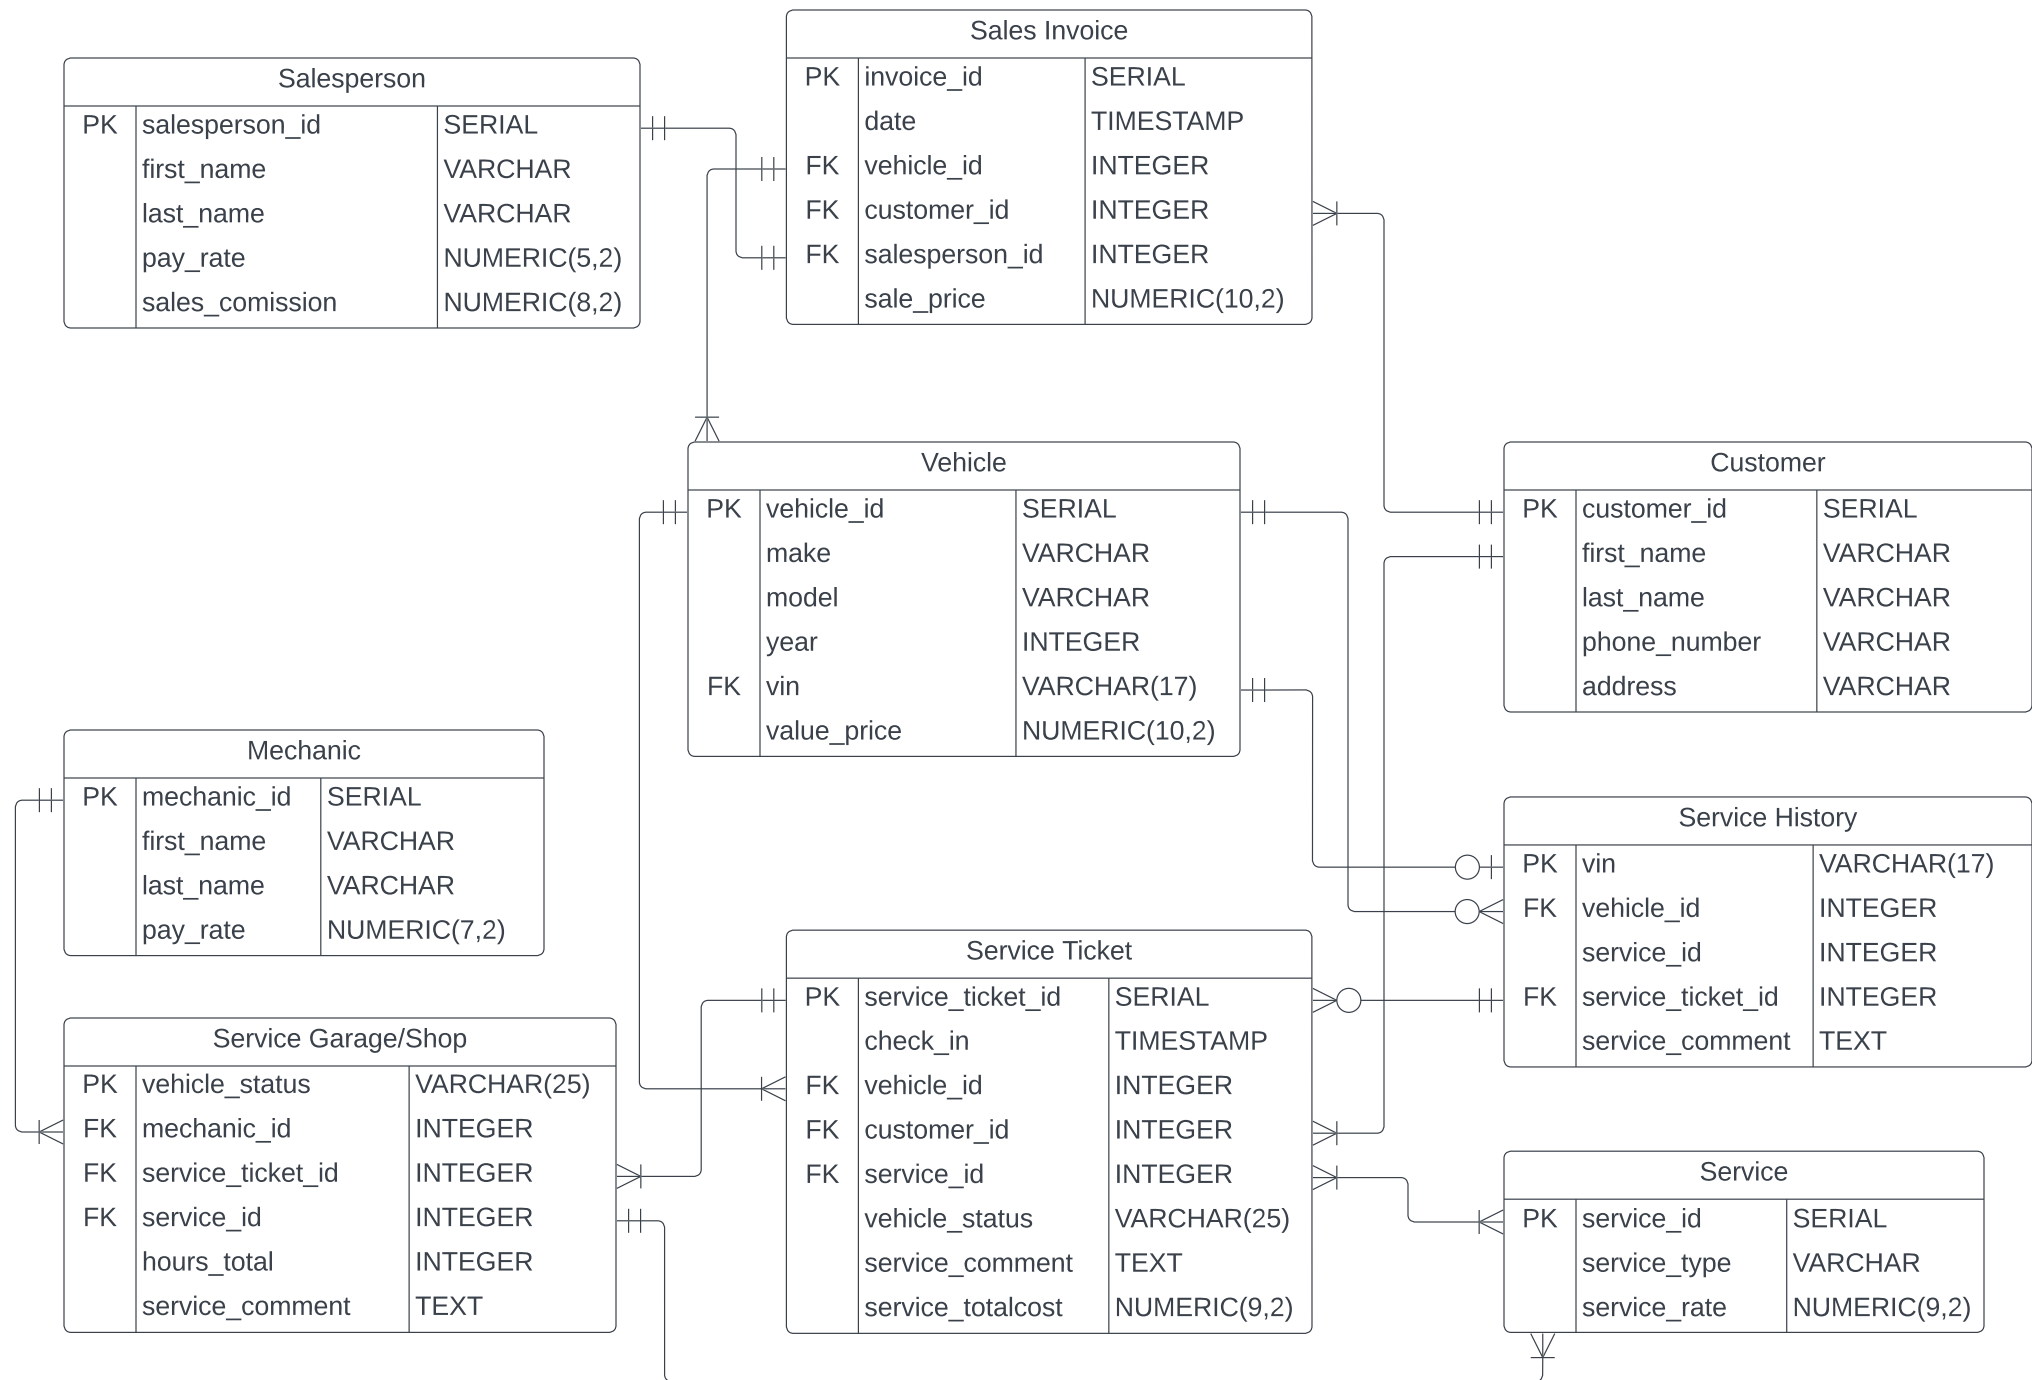 Sales Invoice
PK invoice_id SERIAL
date TIMESTAMP
FK vehicle_id INTEGER
FK customer_id INTEGER
FK salesperson_id INTEGER
sale_price NUMERIC(10,2)
Salesperson
PK salesperson_id SERIAL
first_name VARCHAR
last_name VARCHAR
pay_rate NUMERIC(5,2)
sales_comission NUMERIC(8,2)
Vehicle
PK vehicle_id SERIAL
make VARCHAR
model VARCHAR
year INTEGER
FK vin VARCHAR(17)
value_price NUMERIC(10,2)
Customer
PK customer_id SERIAL
first_name VARCHAR
last_name VARCHAR
phone_number VARCHAR
address VARCHAR
Mechanic
PK mechanic_id SERIAL
first_name VARCHAR
last_name VARCHAR
pay_rate NUMERIC(7,2)
Service History
PK vin VARCHAR(17)
FK vehicle_id INTEGER
service_id INTEGER
FK service_ticket_id INTEGER
service_comment TEXT
Service Ticket
PK service_ticket_id SERIAL
check_in TIMESTAMP
FK vehicle_id INTEGER
FK customer_id INTEGER
FK service_id INTEGER
vehicle_status VARCHAR(25)
service_comment TEXT
service_totalcost NUMERIC(9,2)
Service Garage/Shop
PK vehicle_status VARCHAR(25)
FK mechanic_id INTEGER
FK service_ticket_id INTEGER
FK service_id INTEGER
hours_total INTEGER
service_comment TEXT
Service
PK service_id SERIAL
service_type VARCHAR
service_rate NUMERIC(9,2)